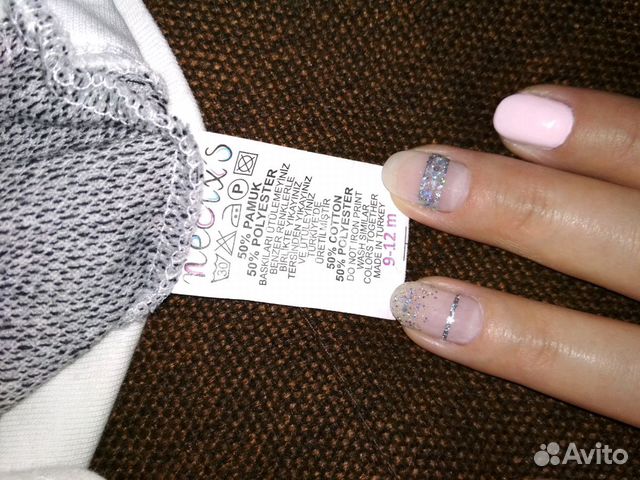 necix's
30 P
50% PAMUK
50% POLYESTER
BASKILARI ÜTÜLEMEYİNİZ
BENZER RENKLERLE
BİRLİKTE YIKAYINIZ
TERSİNDEN YIKAYINIZ
VE ÜTÜLEYİNİZ
TÜRKİYE'DE
ÜRETİLMİŞTİR
50% COTTON
50% POLYESTER
DO NOT IRON PRINT
WASH SIMILAR
COLORS TOGETHER
MADE IN TURKEY
9-12 m
Avito